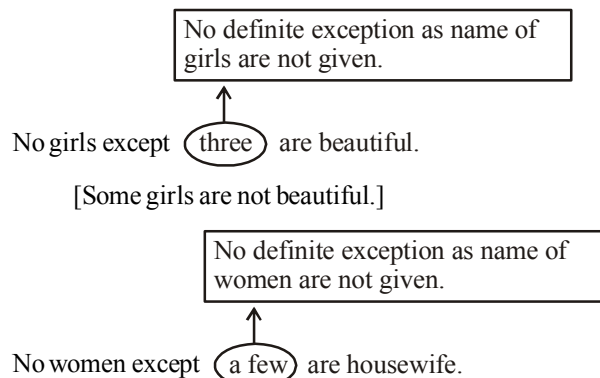 No definite exception as name of
girls are not given.
No girls except three are beautiful.
[Some girls are not beautiful.]
No definite exception as name of
women are not given.
No women except a few are housewife.